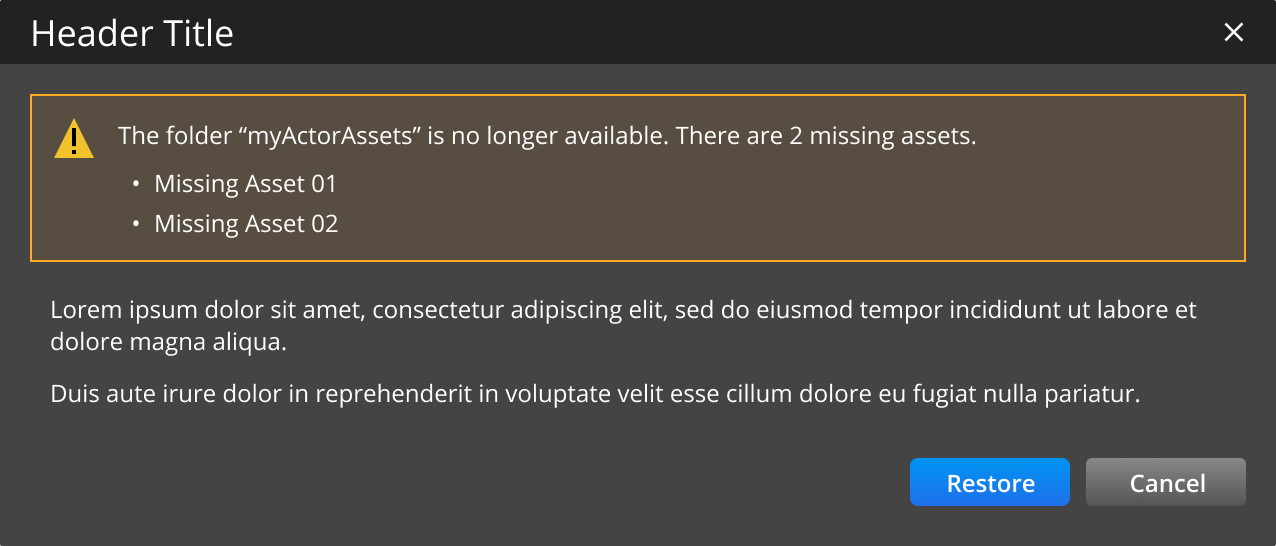 Header Title
The folder “myActorAssets” is no longer available. There are 2 missing assets.
• Missing Asset 01
• Missing Asset 02
Lorem ipsum dolor sit amet, consectetur adipiscing elit, sed do eiusmod tempor incididunt ut labore et
dolore magna aliqua.
Duis aute irure dolor in reprehenderit in voluptate velit esse cillum dolore eu fugiat nulla pariatur.
Restore
Cancel